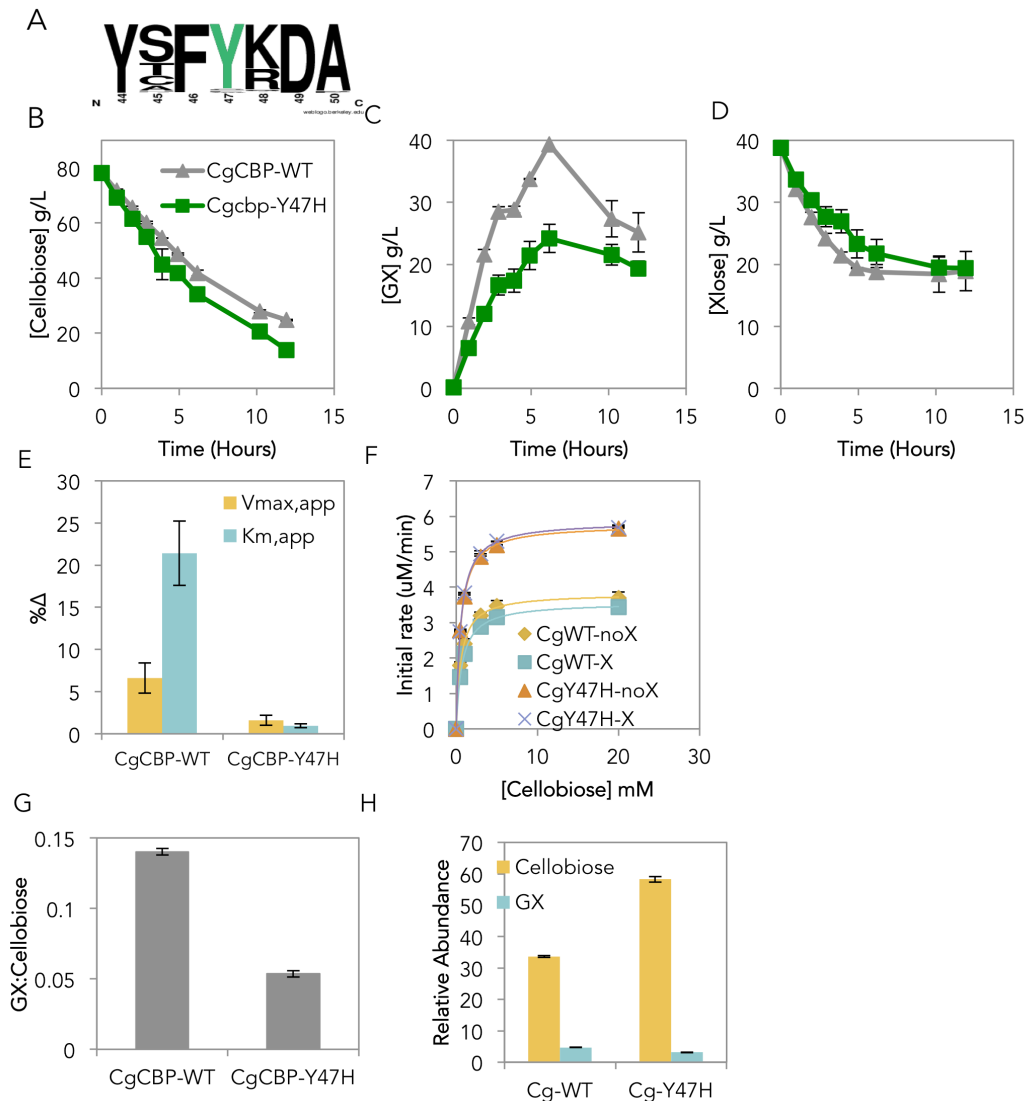 A
YSFYKDA
T
C
A
R
N 44 45 46 47 48 49 50 C
weblogo.berkeley.edu
B
C
D
80
60
40
20
0
[Cellobiose] g/L
CgCBP-WT
Cgcbp-Y47H
0 5 10 15
Time (Hours)
40
30
20
10
0
[GX] g/L
0 5 10 15
Time (Hours)
40
30
20
10
0
[Xlose] g/L
0 5 10 15
Time (Hours)
E
30
25
20
15
10
5
0
%Δ
Vmax,app
Km,app
CgCBP-WT CgCBP-Y47H
F
7
6
5
4
3
2
1
0
Initial rate (uM/min)
CgWT-noX
CgWT-X
CgY47H-noX
CgY47H-X
0 10 20 30
[Cellobiose] mM
G
0.15
0.1
0.05
0
GX:Cellobiose
CgCBP-WT CgCBP-Y47H
H
70
60
50
40
30
20
10
0
Relative Abundance
Cellobiose
GX
Cg-WT Cg-Y47H